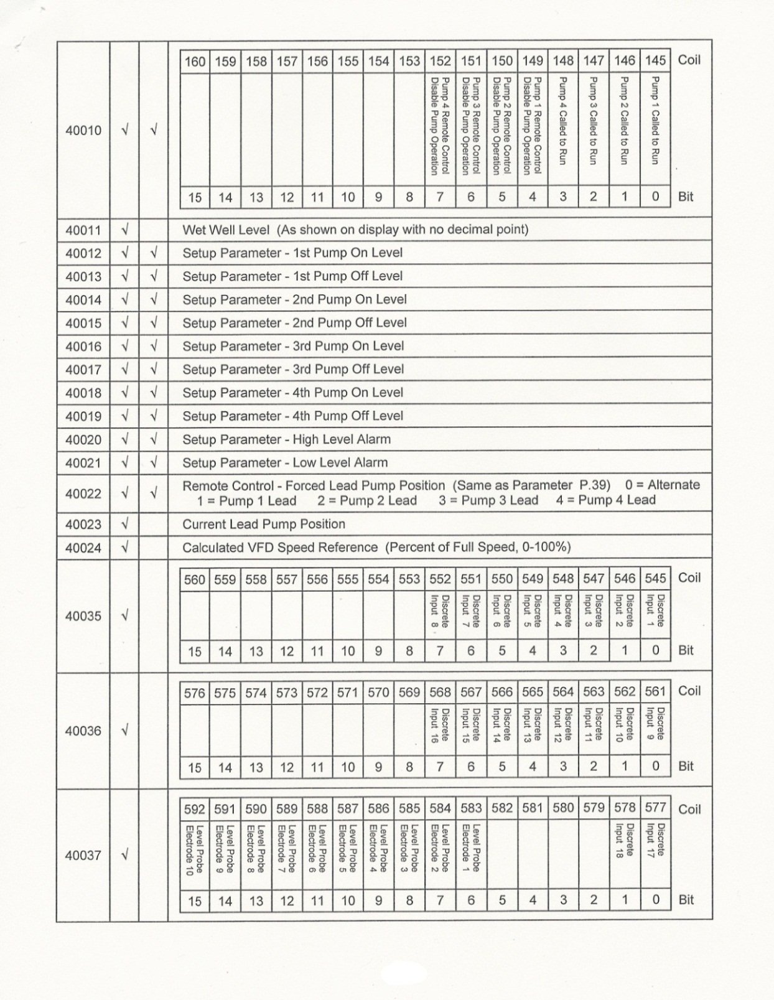 160 159 158 157 156 155 154 153 152 151 150 149 148 147 146 145 Coil
40010 √ √
Pump 4 Remote Control
Disable Pump Operation
Pump 3 Remote Control
Disable Pump Operation
Pump 2 Remote Control
Disable Pump Operation
Pump 1 Remote Control
Disable Pump Operation
Pump 4 Called to Run
Pump 3 Called to Run
Pump 2 Called to Run
Pump 1 Called to Run
15 14 13 12 11 10 9 8 7 6 5 4 3 2 1 0 Bit
40011 √ Wet Well Level (As shown on display with no decimal point)
40012 √ √ Setup Parameter - 1st Pump On Level
40013 √ √ Setup Parameter - 1st Pump Off Level
40014 √ √ Setup Parameter - 2nd Pump On Level
40015 √ √ Setup Parameter - 2nd Pump Off Level
40016 √ √ Setup Parameter - 3rd Pump On Level
40017 √ √ Setup Parameter - 3rd Pump Off Level
40018 √ √ Setup Parameter - 4th Pump On Level
40019 √ √ Setup Parameter - 4th Pump Off Level
40020 √ √ Setup Parameter - High Level Alarm
40021 √ √ Setup Parameter - Low Level Alarm
40022 √ √ Remote Control - Forced Lead Pump Position (Same as Parameter P.39) 0 = Alternate
1 = Pump 1 Lead 2 = Pump 2 Lead 3 = Pump 3 Lead 4 = Pump 4 Lead
40023 √ Current Lead Pump Position
40024 √ Calculated VFD Speed Reference (Percent of Full Speed, 0-100%)
560 559 558 557 556 555 554 553 552 551 550 549 548 547 546 545 Coil
40035 √
Discrete
Input 8
Discrete
Input 7
Discrete
Input 6
Discrete
Input 5
Discrete
Input 4
Discrete
Input 3
Discrete
Input 2
Discrete
Input 1
15 14 13 12 11 10 9 8 7 6 5 4 3 2 1 0 Bit
576 575 574 573 572 571 570 569 568 567 566 565 564 563 562 561 Coil
40036 √
Discrete
Input 16
Discrete
Input 15
Discrete
Input 14
Discrete
Input 13
Discrete
Input 12
Discrete
Input 11
Discrete
Input 10
Discrete
Input 9
15 14 13 12 11 10 9 8 7 6 5 4 3 2 1 0 Bit
592 591 590 589 588 587 586 585 584 583 582 581 580 579 578 577 Coil
40037 √
Level Probe
Electrode 10
Level Probe
Electrode 9
Level Probe
Electrode 8
Level Probe
Electrode 7
Level Probe
Electrode 6
Level Probe
Electrode 5
Level Probe
Electrode 4
Level Probe
Electrode 3
Level Probe
Electrode 2
Level Probe
Electrode 1
Discrete
Input 18
Discrete
Input 17
15 14 13 12 11 10 9 8 7 6 5 4 3 2 1 0 Bit